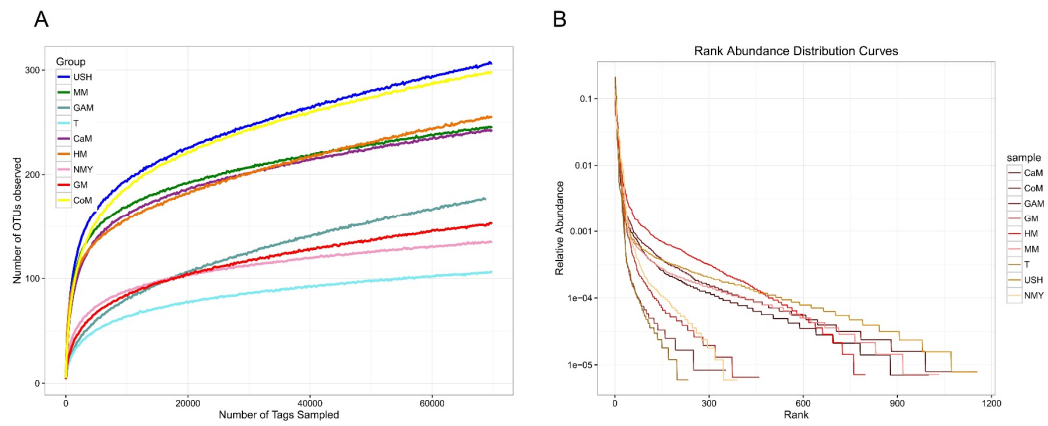 A
Group
USH
MM
GAM
T
CaM
HM
NMY
GM
CoM
Number of OTUs observed
300
200
100
0
0 20000 40000 60000
Number of Tags Sampled
B
Rank Abundance Distribution Curves
Relative Abundance
0.1
0.01
0.001
1e−04
1e−05
0 300 600 900 1200
Rank
sample
CaM
CoM
GAM
GM
HM
MM
T
USH
NMY